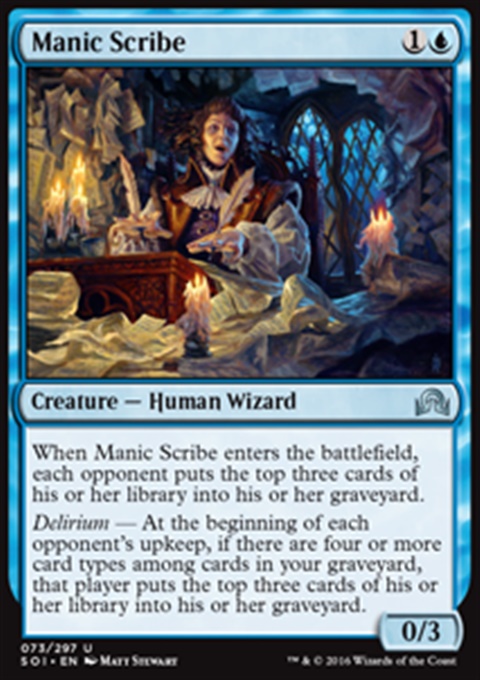 Manic Scribe 1
Creature — Human Wizard
When Manic Scribe enters the battlefield,
each opponent puts the top three cards of
his or her library into his or her graveyard.
Delirium — At the beginning of each
opponent's upkeep, if there are four or more
card types among cards in your graveyard,
that player puts the top three cards of his or
her library into his or her graveyard.
0/3
073/297 U
SOI • EN Matt Stewart
™ & © 2016 Wizards of the Coast